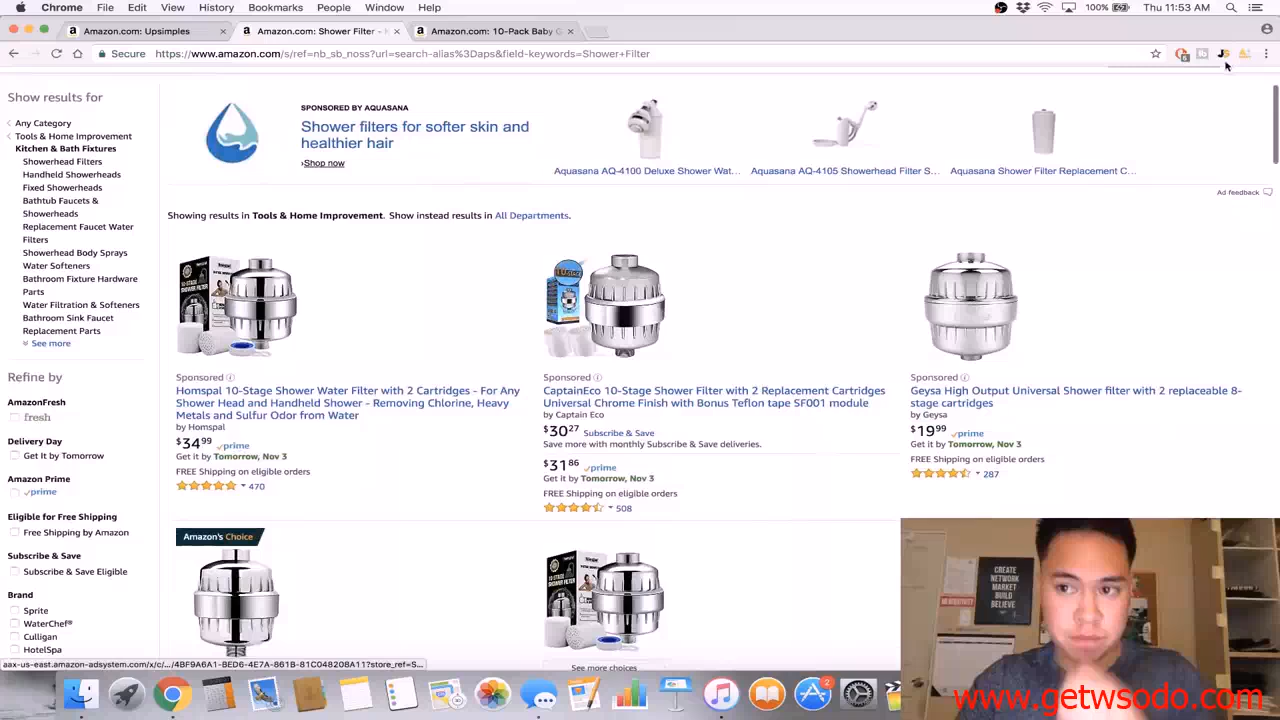 Chrome File Edit View History Bookmarks People Window Help 100% Thu 11:53 AM
Amazon.com: Upsimples Amazon.com: Shower Filter - Amazon.com: 10-Pack Baby
Secure https://www.amazon.com/s/ref=nb_sb_noss?url=search-alias%3Daps&field-keywords=Shower+Filter
Show results for
Any Category
Tools & Home Improvement
Kitchen & Bath Fixtures
Showerhead Filters
Handheld Showerheads
Fixed Showerheads
Bathtub Faucets &
Showerheads
Replacement Faucet Water
Filters
Showerhead Body Sprays
Water Softeners
Bathroom Fixture Hardware
Parts
Water Filtration & Softeners
Bathroom Sink Faucet
Replacement Parts
See more
Refine by
AmazonFresh
fresh
Delivery Day
Get It by Tomorrow
Amazon Prime
prime
Eligible for Free Shipping
Free Shipping by Amazon
Subscribe & Save
Subscribe & Save Eligible
Brand
Sprite
WaterChef®
Culligan
HotelSpa
SPONSORED BY AQUASANA
Shower filters for softer skin and
healthier hair
›Shop now
Aquasana AQ-4100 Deluxe Shower Wat...
Aquasana AQ-4105 Showerhead Filter S...
Aquasana Shower Filter Replacement C...
Ad feedback
Showing results in Tools & Home Improvement. Show instead results in All Departments.
Sponsored
Homspal 10-Stage Shower Water Filter with 2 Cartridges - For Any
Shower Head and Handheld Shower - Removing Chlorine, Heavy
Metals and Sulfur Odor from Water
by Homspal
$34⁹⁹ prime
Get it by Tomorrow, Nov 3
FREE Shipping on eligible orders
470
Sponsored
CaptainEco 10-Stage Shower Filter with 2 Replacement Cartridges
Universal Chrome Finish with Bonus Teflon tape SF001 module
by Captain Eco
$30²⁷ Subscribe & Save
Save more with monthly Subscribe & Save deliveries.
$31⁸⁶ prime
Get it by Tomorrow, Nov 3
FREE Shipping on eligible orders
508
Sponsored
Geysa High Output Universal Shower filter with 2 replaceable 8-
stage cartridges
by Geysa
$19⁹⁹ prime
Get it by Tomorrow, Nov 3
FREE Shipping on eligible orders
287
Amazon's Choice
See more choices
aax-us-east.amazon-adsystem.com/x/c/.../4BF9A6A1-BED6-4E7A-861B-81C048208A11?store_ref=S...
CREATE
NETWORK
MARKET
BUILD
BELIEVE
www.getwsodo.com